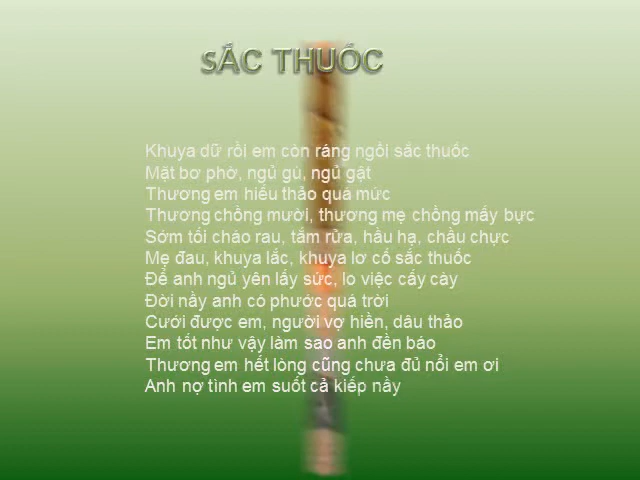 SẮC THUỐC
Khuya dữ rồi em còn ráng ngồi sắc thuốc
Mặt bơ phờ, ngủ gù, ngủ gật
Thương em hiếu thảo quá mức
Thương chồng mười, thương mẹ chồng mấy bực
Sớm tối cháo rau, tắm rửa, hầu hạ, chầu chực
Mẹ đau, khuya lắc, khuya lơ cố sắc thuốc
Để anh ngủ yên lấy sức, lo việc cấy cày
Đời nầy anh có phước quá trời
Cưới được em, người vợ hiền, dâu thảo
Em tốt như vậy làm sao anh đền báo
Thương em hết lòng cũng chưa đủ nổi em ơi
Anh nợ tình em suốt cả kiếp nầy